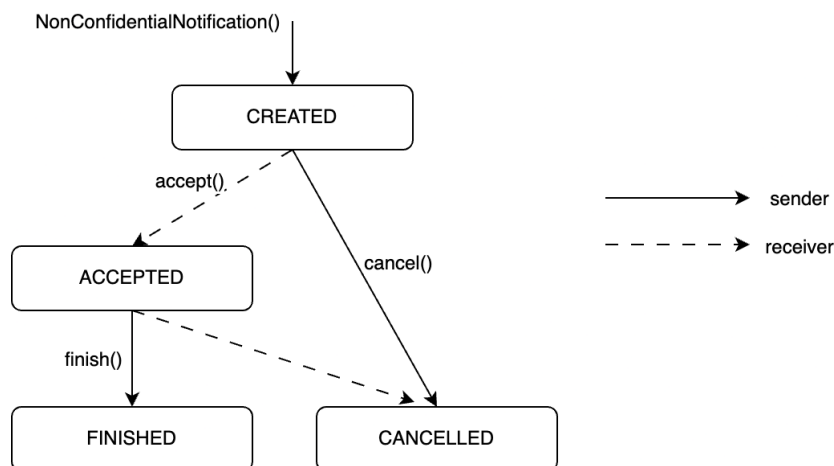 NonConfidentialNotification()
CREATED
accept()
sender
receiver
cancel()
ACCEPTED
finish()
FINISHED
CANCELLED